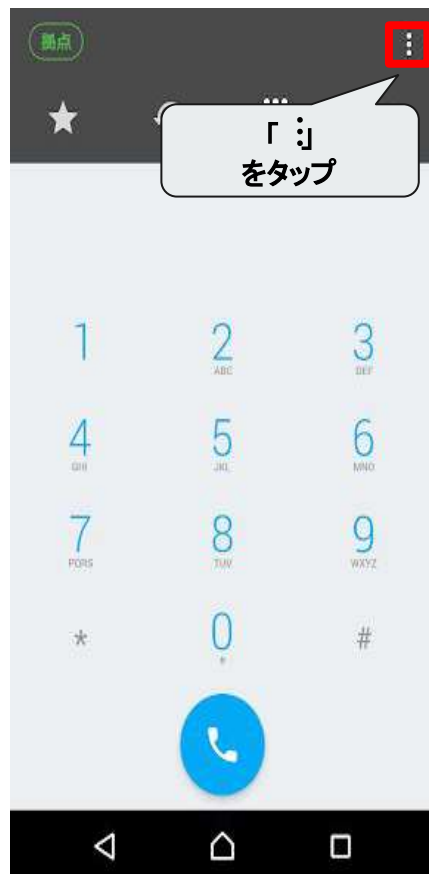 拠点
「⋮」
をタップ
1
2
ABC
3
DEF
4
GHI
5
JKL
6
MNO
7
PQRS
8
TUV
9
WXYZ
*
0
+
#